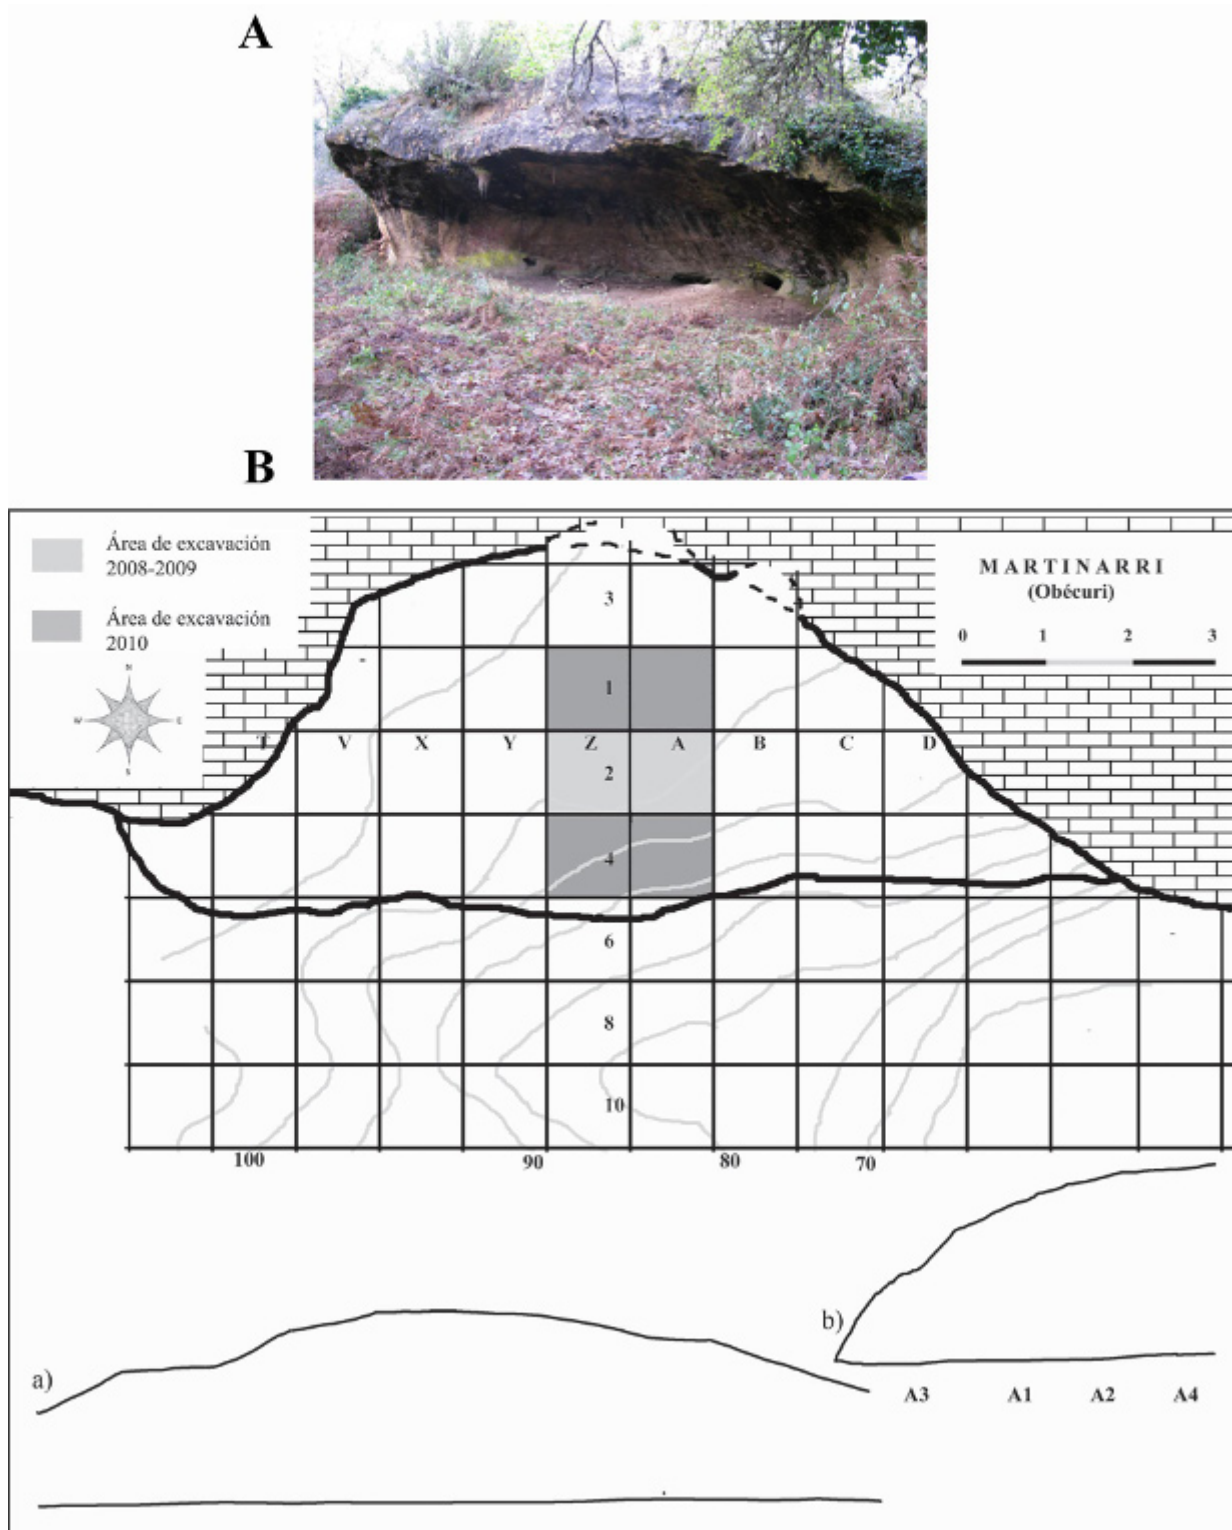 A
B
Área de excavación
2008-2009
Área de excavación
2010
MARTINARRI
(Obécuri)
0 1 2 3
N
W E
S
3
1
T V X Y Z A B C D
2
4
6
8
10
100 90 80 70
a)
b)
A3 A1 A2 A4